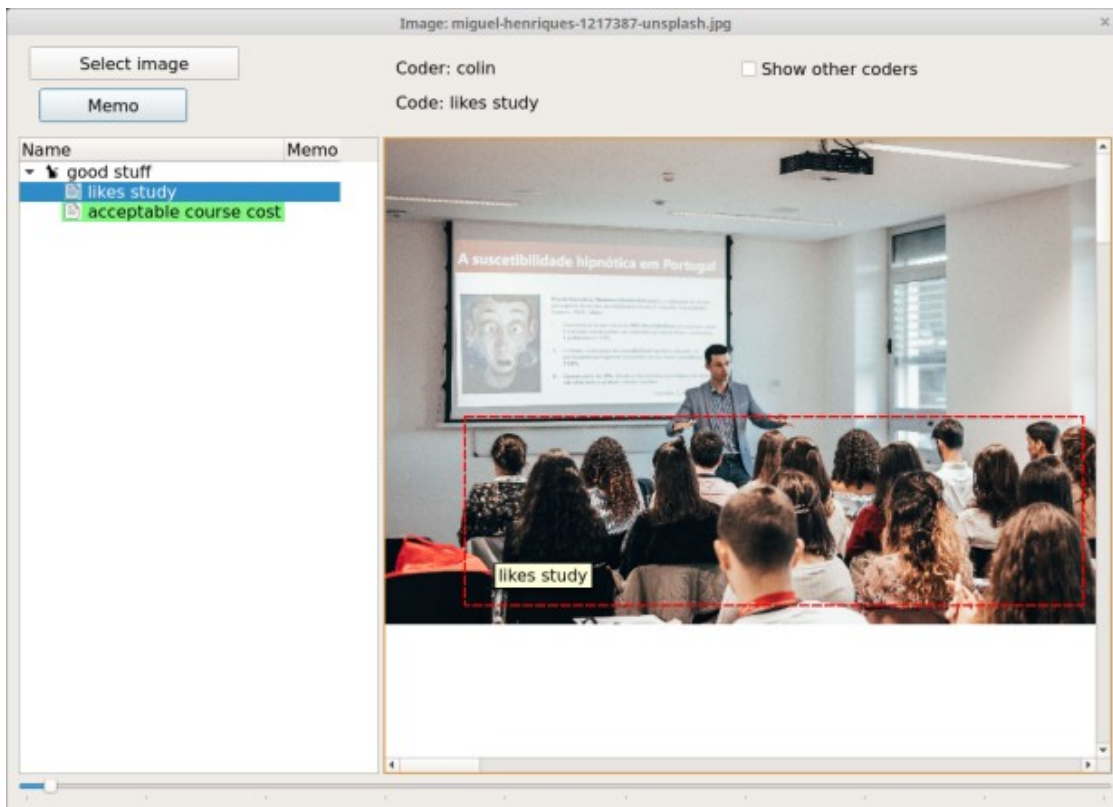 Image: miguel-henriques-1217387-unsplash.jpg
Select image
Coder: colin
Show other coders
Memo
Code: likes study
Name Memo
good stuff
likes study
acceptable course cost
A suscetibilidade hipnótica em Portugal
likes study